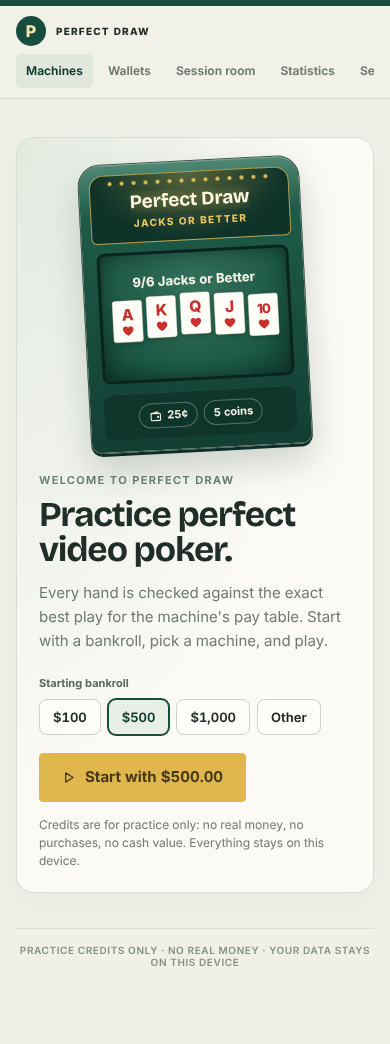 P PERFECT DRAW
Machines Wallets Session room Statistics Se
Perfect Draw
JACKS OR BETTER
9/6 Jacks or Better
A K Q J 10
25¢ 5 coins
WELCOME TO PERFECT DRAW
Practice perfect
video poker.
Every hand is checked against the exact
best play for the machine's pay table. Start
with a bankroll, pick a machine, and play.
Starting bankroll
$100 $500 $1,000 Other
Start with $500.00
Credits are for practice only: no real money, no
purchases, no cash value. Everything stays on this
device.
PRACTICE CREDITS ONLY · NO REAL MONEY · YOUR DATA STAYS
ON THIS DEVICE